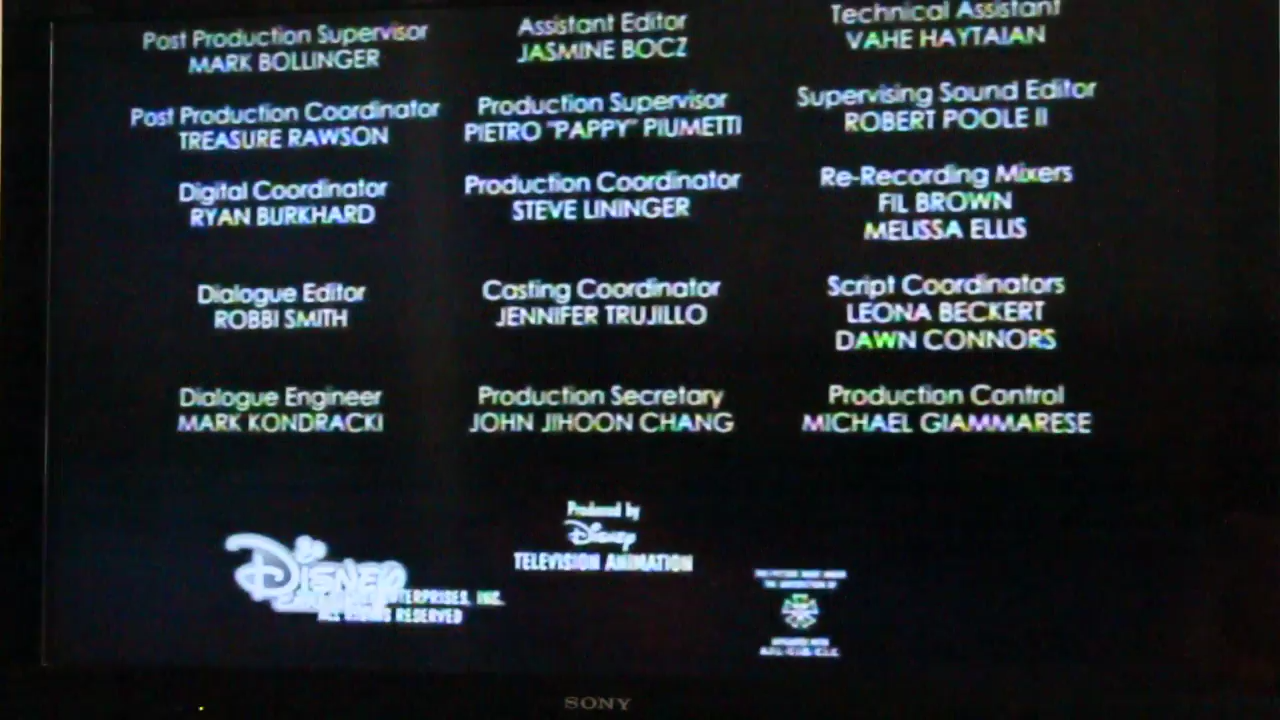 Post Production Supervisor
MARK BOLLINGER
Post Production Coordinator
TREASURE RAWSON
Digital Coordinator
RYAN BURKHARD
Dialogue Editor
ROBBI SMITH
Dialogue Engineer
MARK KONDRACKI
Assistant Editor
JASMINE BOCZ
Production Supervisor
PIETRO "PAPPY" PIUMETTI
Production Coordinator
STEVE LININGER
Casting Coordinator
JENNIFER TRUJILLO
Production Secretary
JOHN JIHOON CHANG
Technical Assistant
VAHE HAYTAIAN
Supervising Sound Editor
ROBERT POOLE II
Re-Recording Mixers
FIL BROWN
MELISSA ELLIS
Script Coordinators
LEONA BECKERT
DAWN CONNORS
Production Control
MICHAEL GIAMMARESE
Produced by
Disney
TELEVISION ANIMATION
DISNEY
INC.
RESERVED
SONY